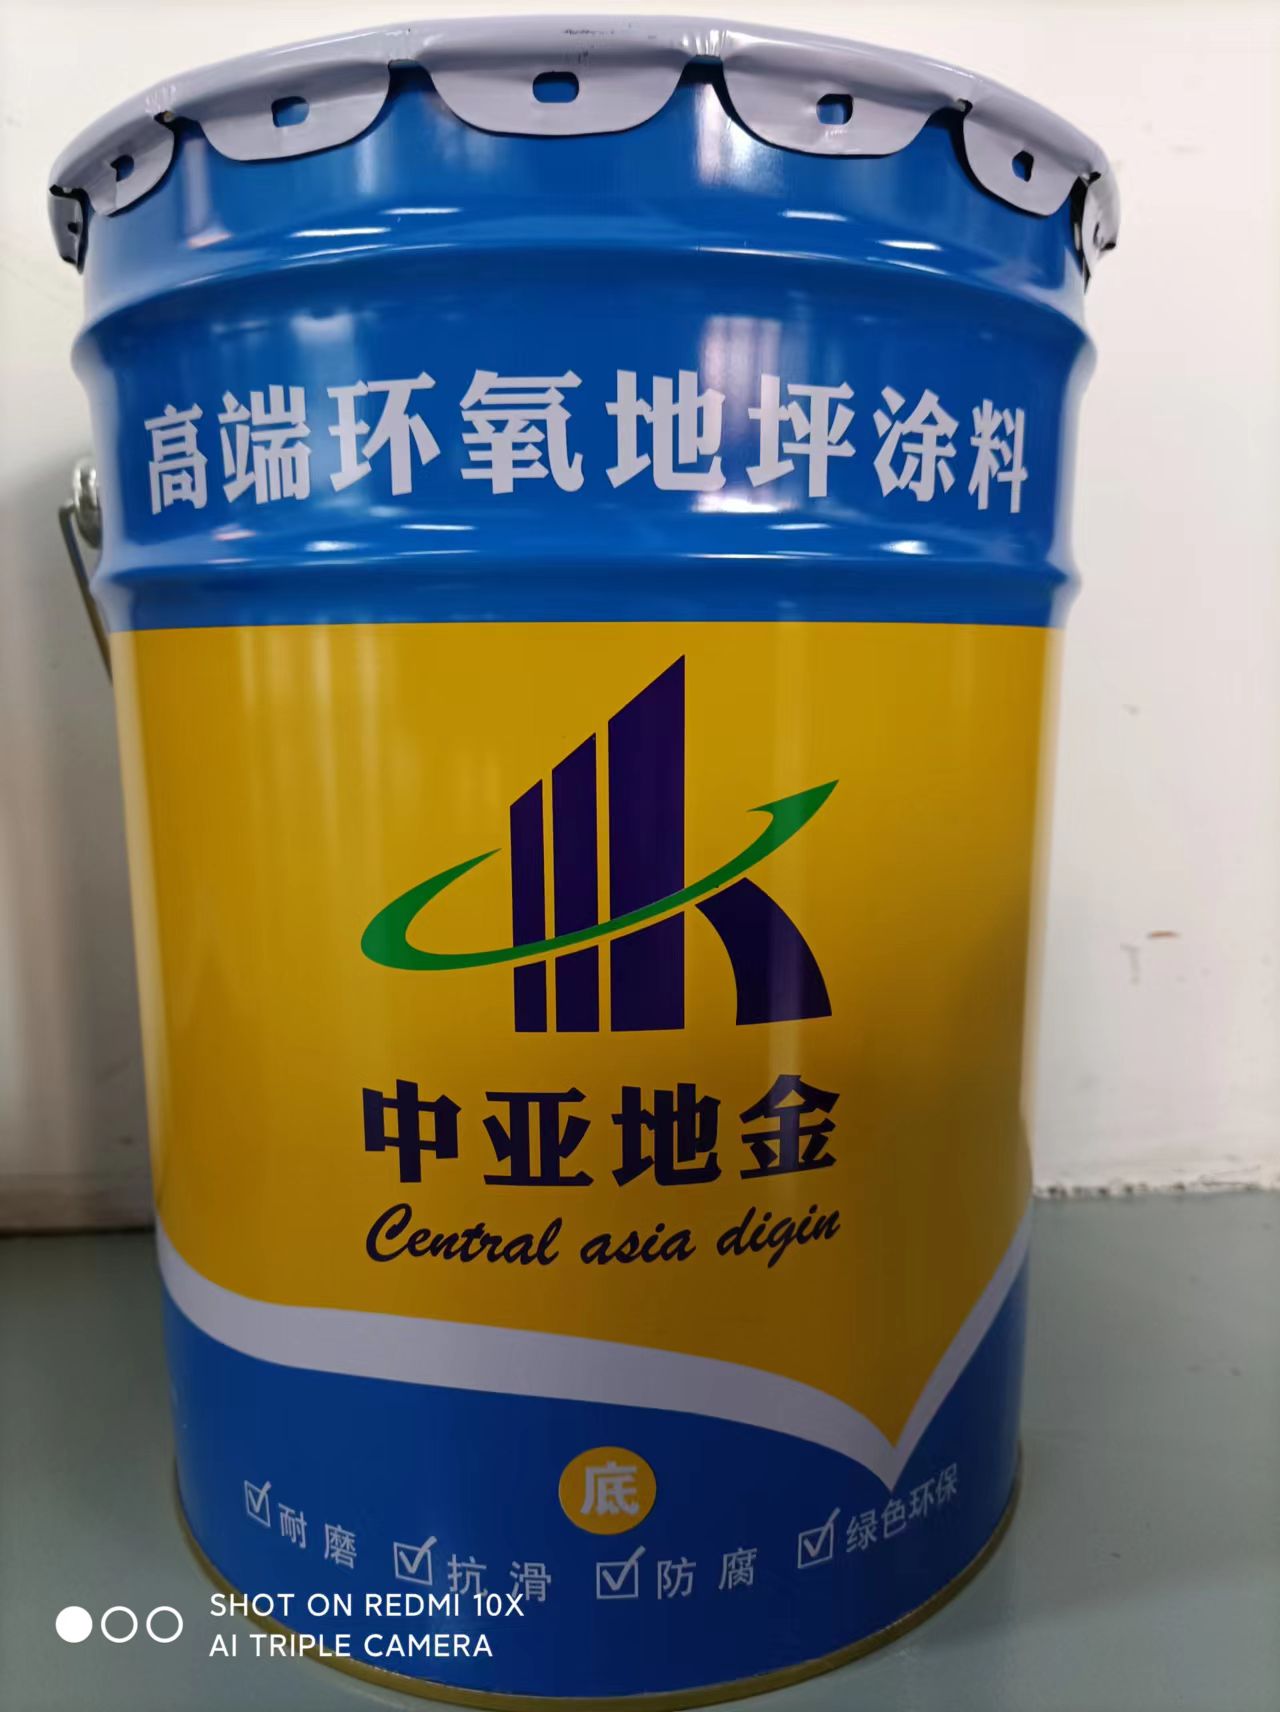 高端环氧地坪涂料
中亚地金
Central asia digin
底
耐磨 抗滑 防腐 绿色环保
SHOT ON REDMI 10X
AI TRIPLE CAMERA